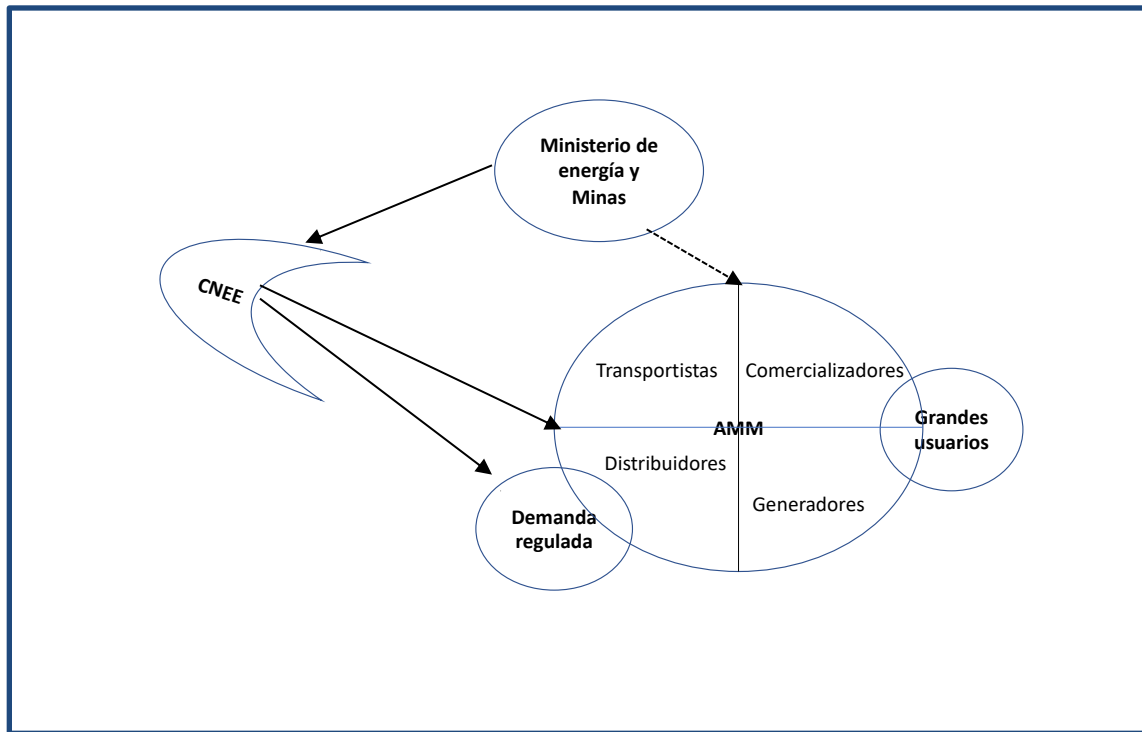 Ministerio de
energía y
Minas
CNEE
Transportistas
Comercializadores
AMM
Grandes
usuarios
Distribuidores
Generadores
Demanda
regulada